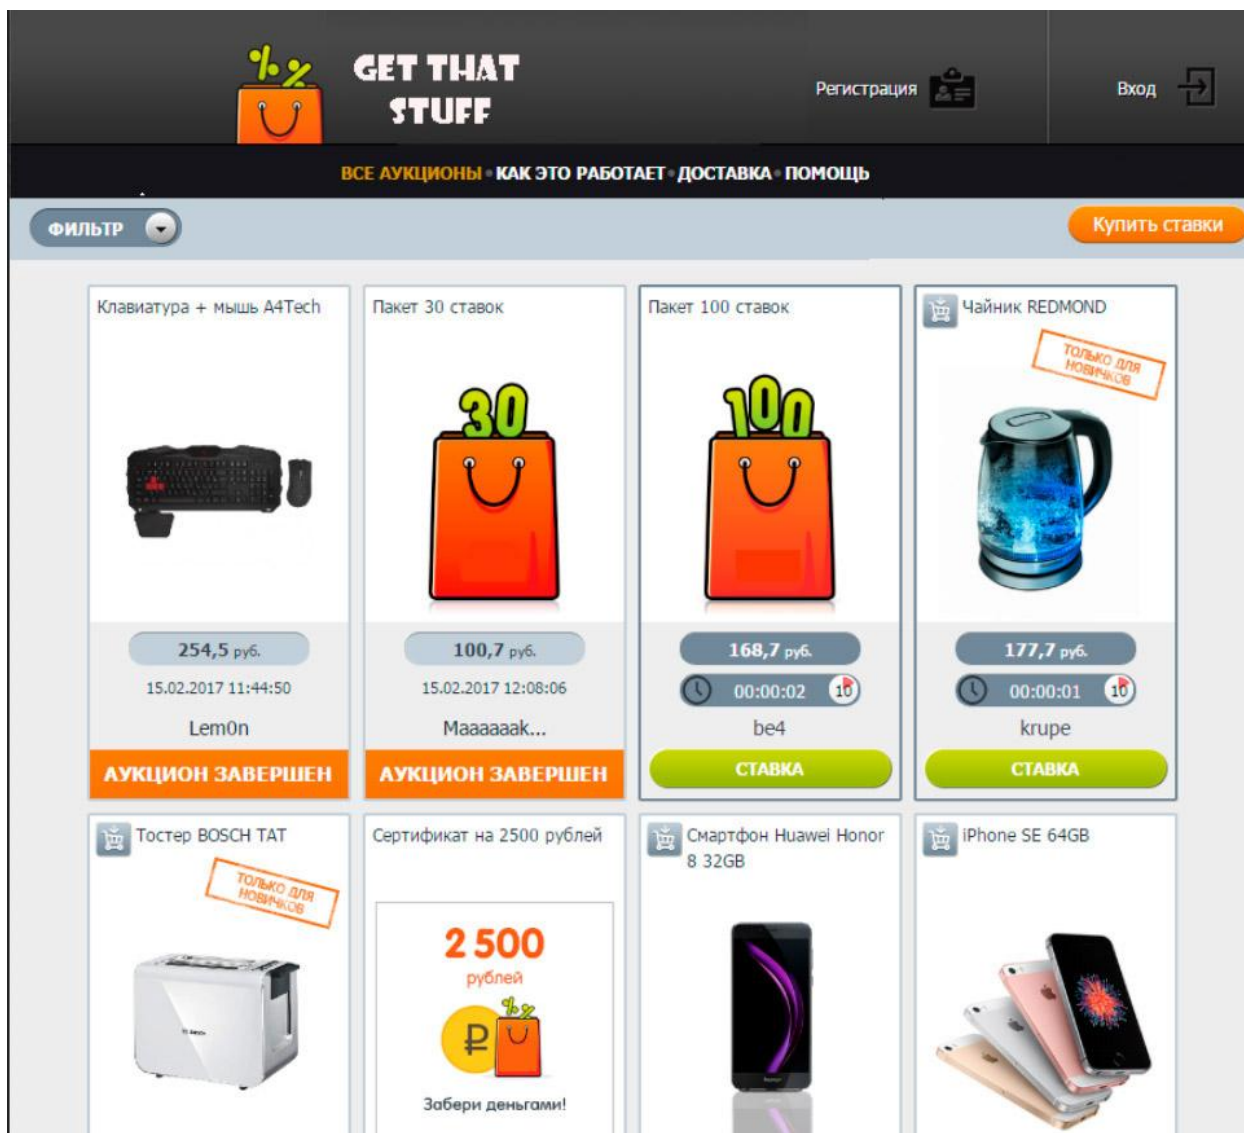 GET THAT
STUFF
Регистрация
Вход
ВСЕ АУКЦИОНЫ • КАК ЭТО РАБОТАЕТ • ДОСТАВКА • ПОМОЩЬ
ФИЛЬТР
Купить ставки
Клавиатура + мышь A4Tech
254,5 руб.
15.02.2017 11:44:50
Lem0n
АУКЦИОН ЗАВЕРШЕН
Пакет 30 ставок
30
100,7 руб.
15.02.2017 12:08:06
Maaaaaak...
АУКЦИОН ЗАВЕРШЕН
Пакет 100 ставок
100
168,7 руб.
00:00:02 10
be4
СТАВКА
Чайник REDMOND
ТОЛЬКО ДЛЯ
НОВИЧКОВ
177,7 руб.
00:00:01 10
krupe
СТАВКА
Тостер BOSCH TAT
ТОЛЬКО ДЛЯ
НОВИЧКОВ
Сертификат на 2500 рублей
2 500
рублей
Забери деньгами!
Смартфон Huawei Honor
8 32GB
honor
iPhone SE 64GB